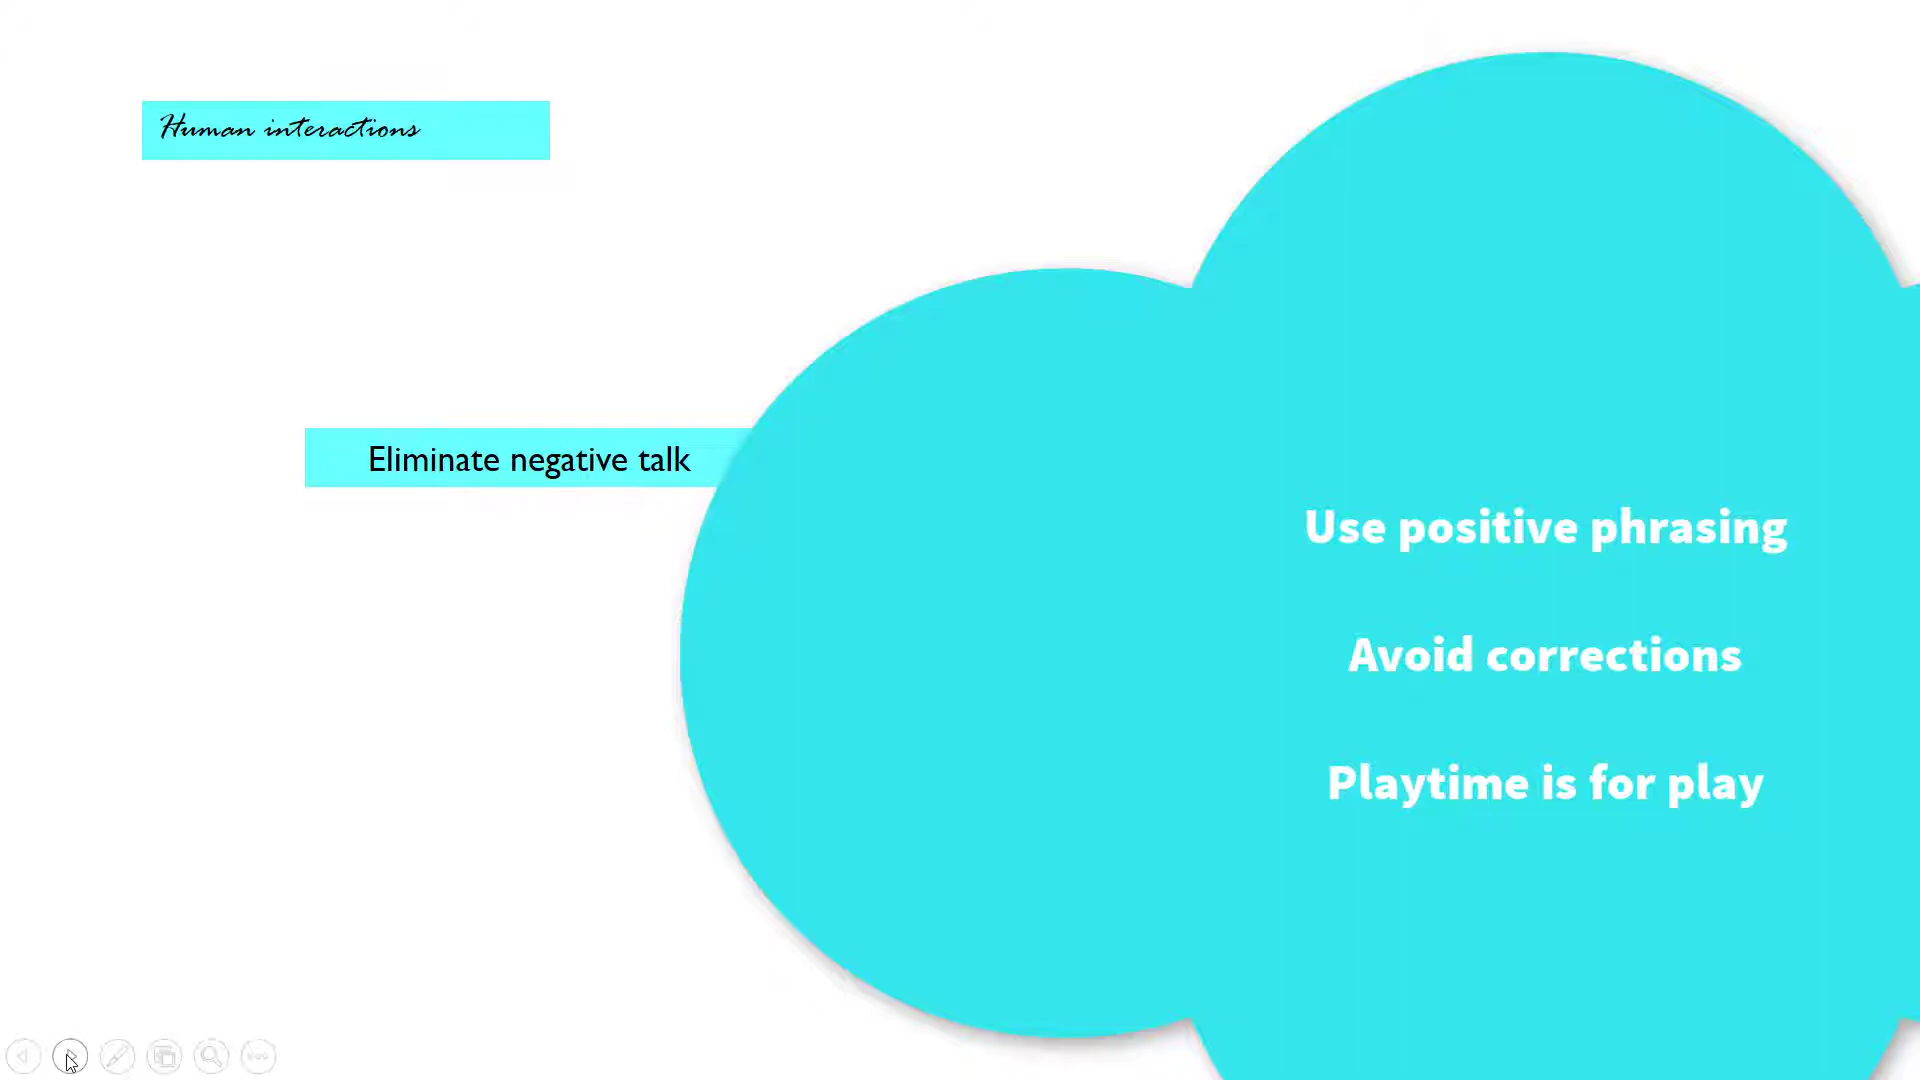 Human interactions
Eliminate negative talk
Use positive phrasing
Avoid corrections
Playtime is for play